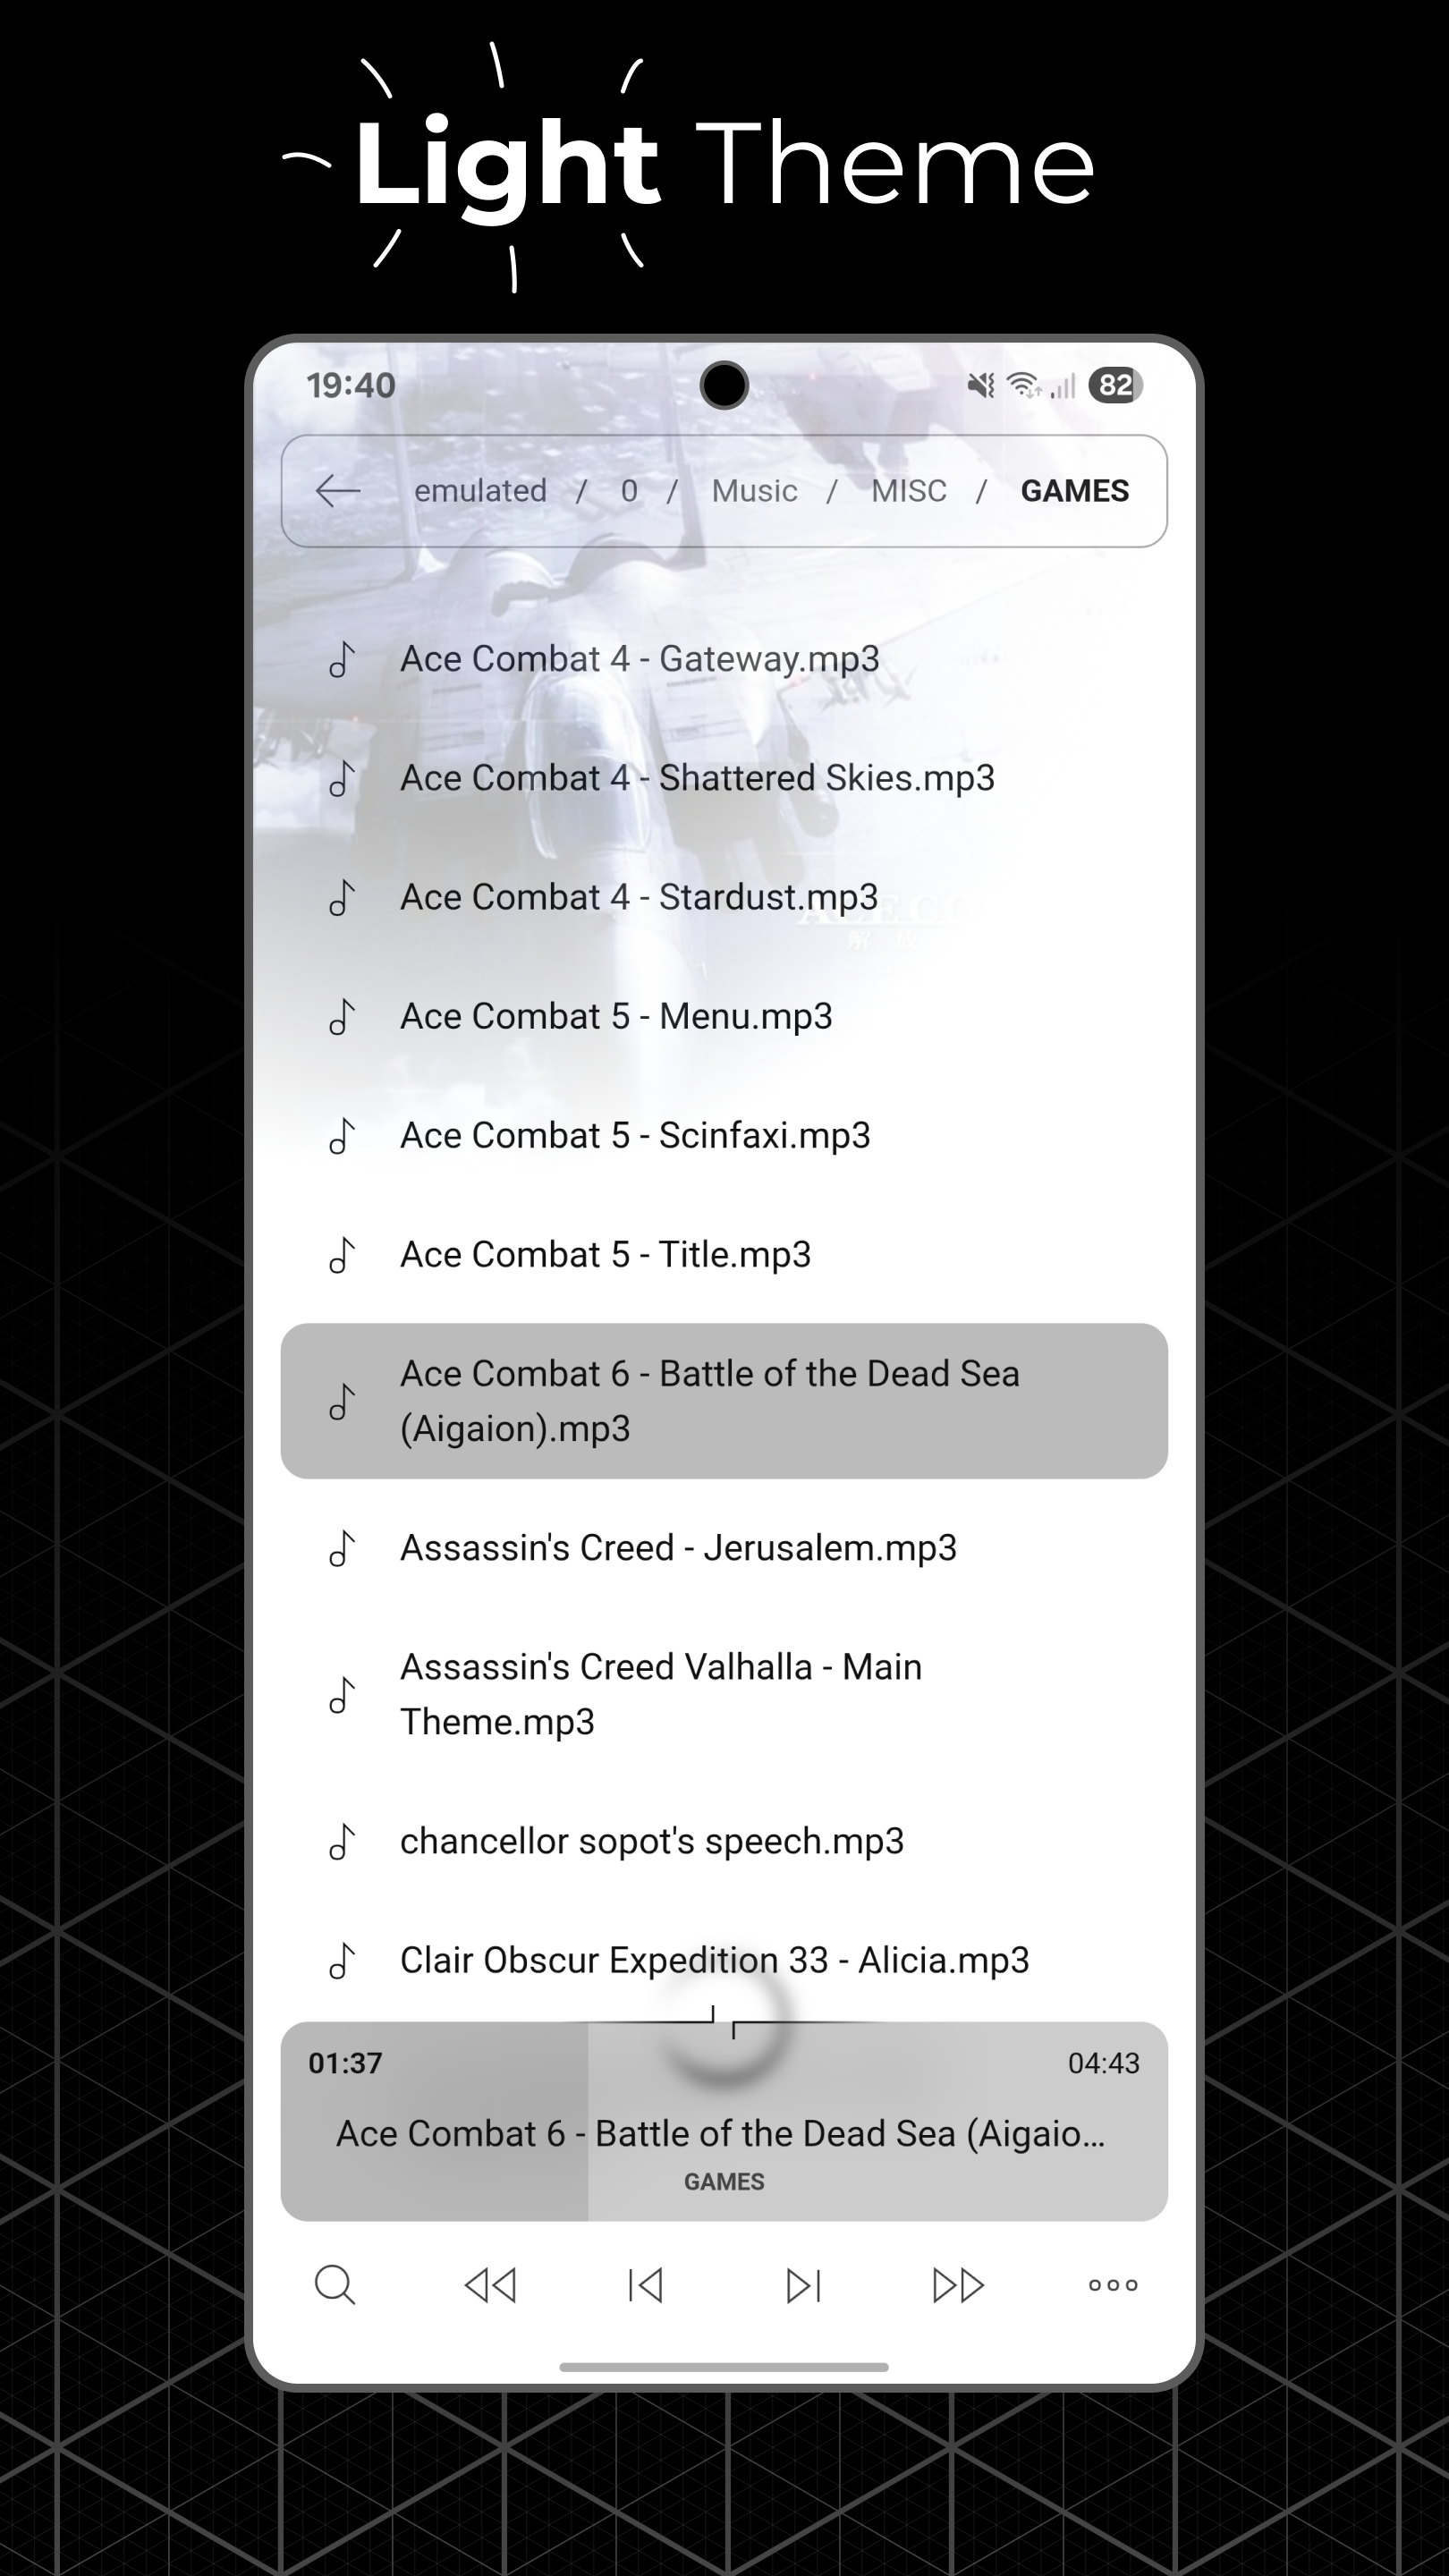 Light Theme
19:40 82
emulated / 0 / Music / MISC / GAMES
Ace Combat 4 - Gateway.mp3
Ace Combat 4 - Shattered Skies.mp3
Ace Combat 4 - Stardust.mp3
ACE CO
解 放
Ace Combat 5 - Menu.mp3
Ace Combat 5 - Scinfaxi.mp3
Ace Combat 5 - Title.mp3
Ace Combat 6 - Battle of the Dead Sea
(Aigaion).mp3
Assassin's Creed - Jerusalem.mp3
Assassin's Creed Valhalla - Main
Theme.mp3
chancellor sopot's speech.mp3
Clair Obscur Expedition 33 - Alicia.mp3
01:37 04:43
Ace Combat 6 - Battle of the Dead Sea (Aigaio...
GAMES